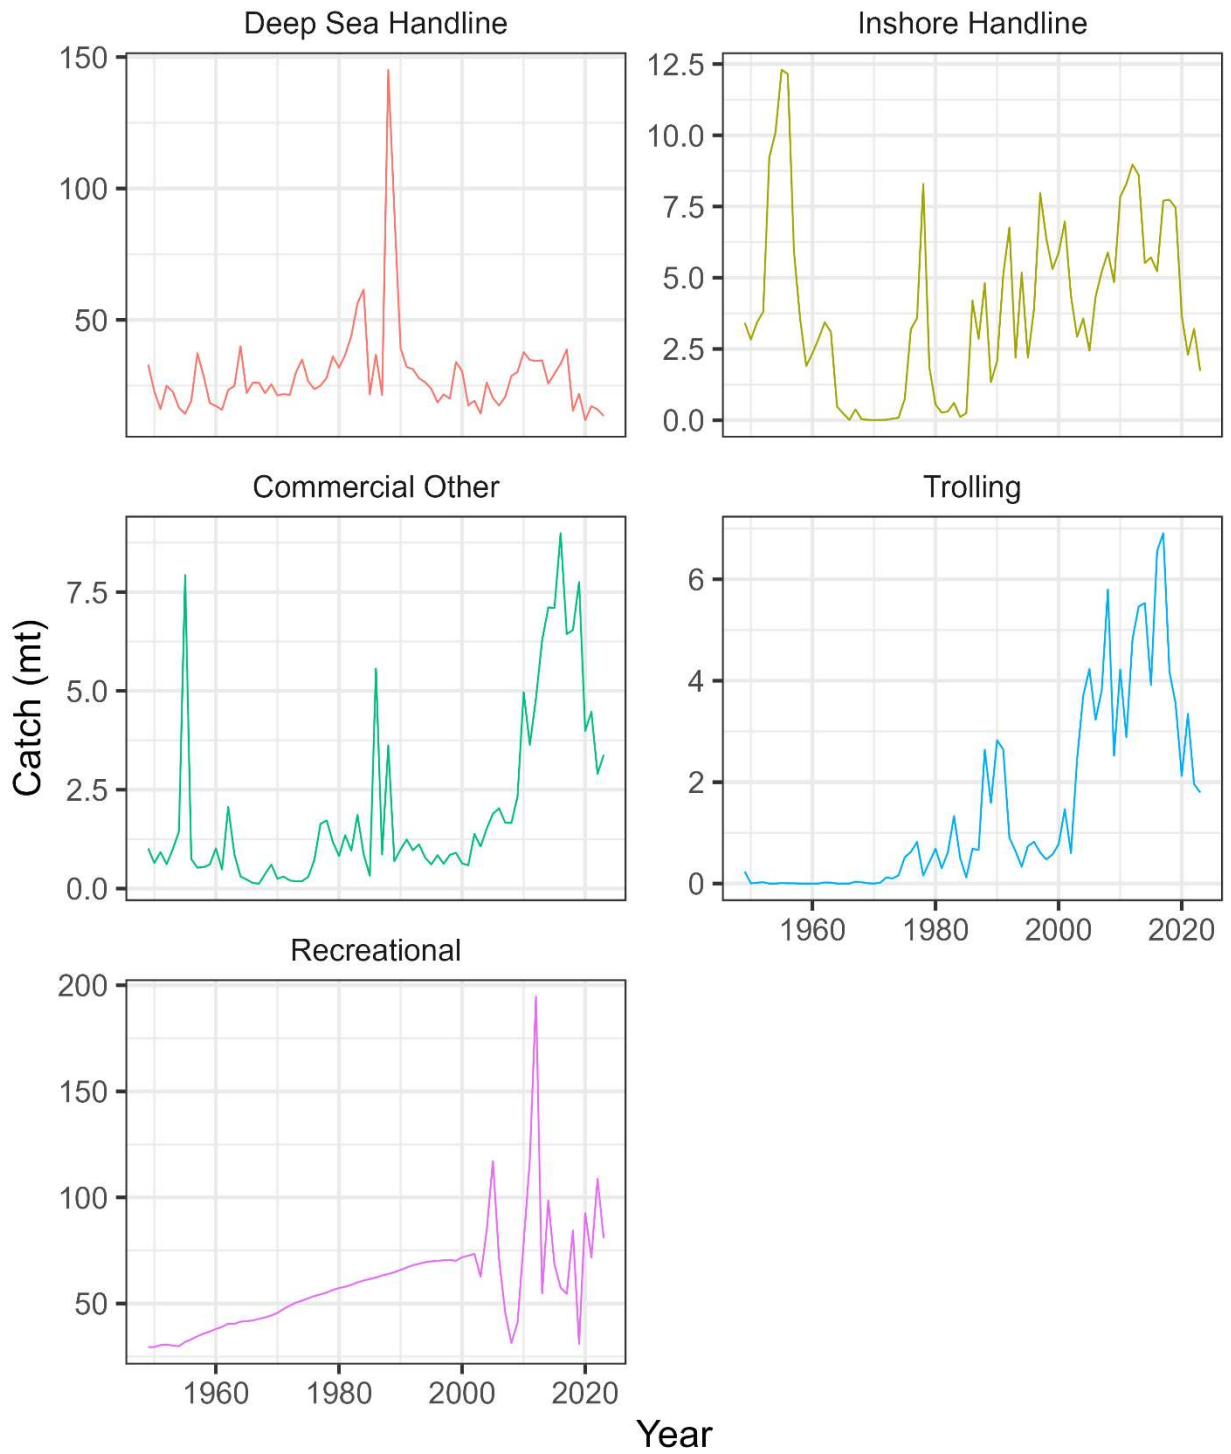 Deep Sea Handline
150
100
50
Inshore Handline
12.5
10.0
7.5
5.0
2.5
0.0
Commercial Other
7.5
5.0
2.5
0.0
Trolling
6
4
2
0
1960 1980 2000 2020
Recreational
200
150
100
50
1960 1980 2000 2020
Catch (mt)
Year